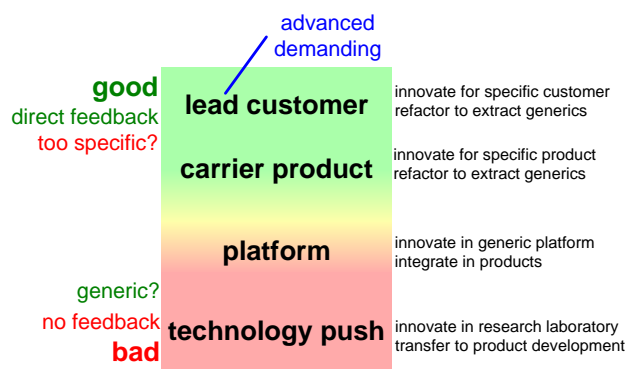 advanced
demanding
good
direct feedback
too specific?
lead customer
innovate for specific customer
refactor to extract generics
carrier product
innovate for specific product
refactor to extract generics
platform
innovate in generic platform
integrate in products
generic?
no feedback
bad
technology push
innovate in research laboratory
transfer to product development